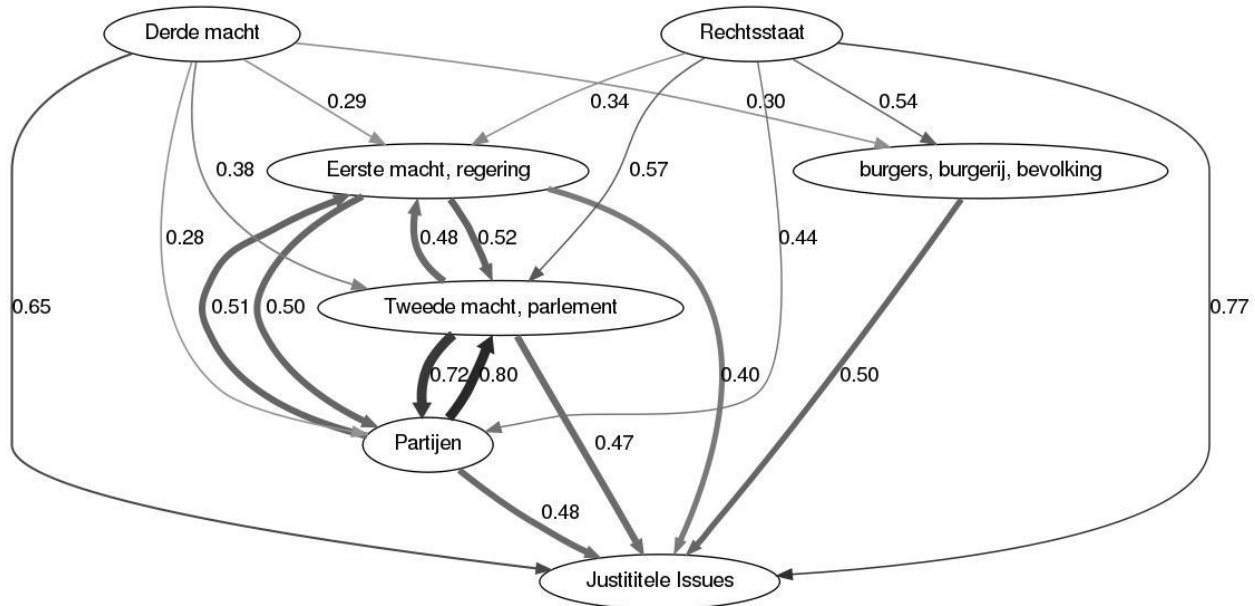 Derde macht
Rechtsstaat
0.29
0.34
0.30
0.54
Eerste macht, regering
burgers, burgerij, bevolking
0.38
0.57
0.28
0.48
0.52
0.44
0.65
0.51
0.50
Tweede macht, parlement
0.77
0.72
0.80
0.40
0.50
Partijen
0.47
0.48
Justititele Issues